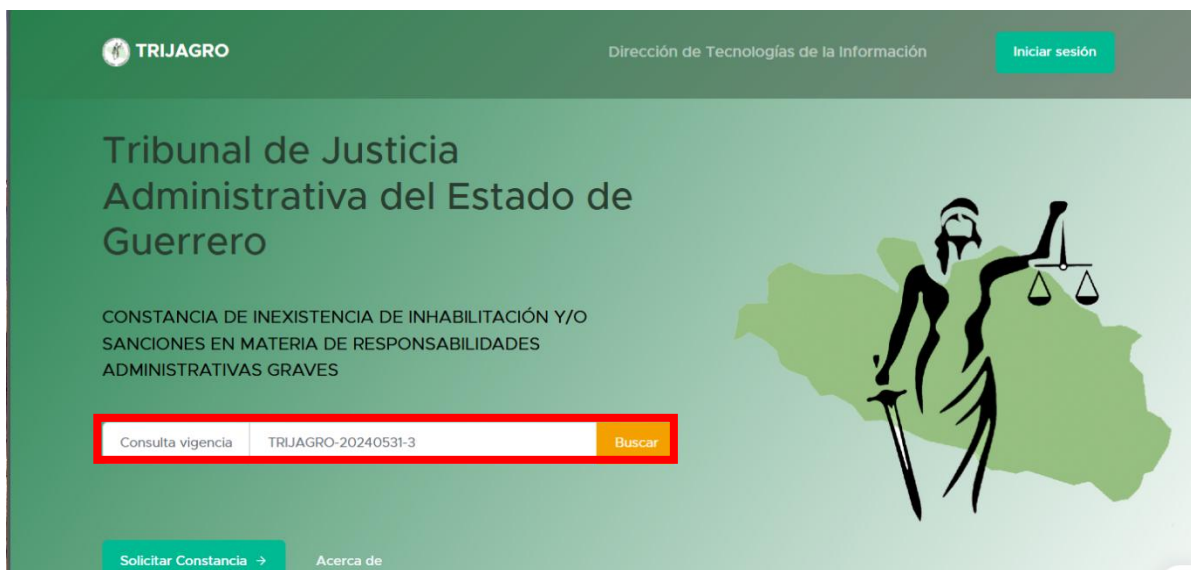 TRIJAGRO
Dirección de Tecnologías de la Información
Iniciar sesión
Tribunal de Justicia
Administrativa del Estado de
Guerrero
CONSTANCIA DE INEXISTENCIA DE INHABILITACIÓN Y/O
SANCIONES EN MATERIA DE RESPONSABILIDADES
ADMINISTRATIVAS GRAVES
Consulta vigencia TRIJAGRO-20240531-3 Buscar
Solicitar Constancia → Acerca de